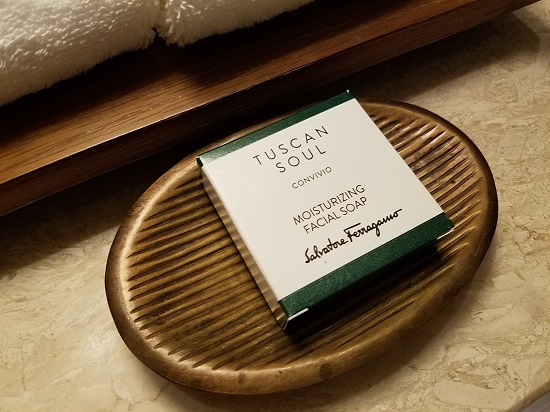 TUSCAN
SOUL
CONVIVIO
MOISTURIZING
FACIAL SOAP
Salvatore Ferragamo